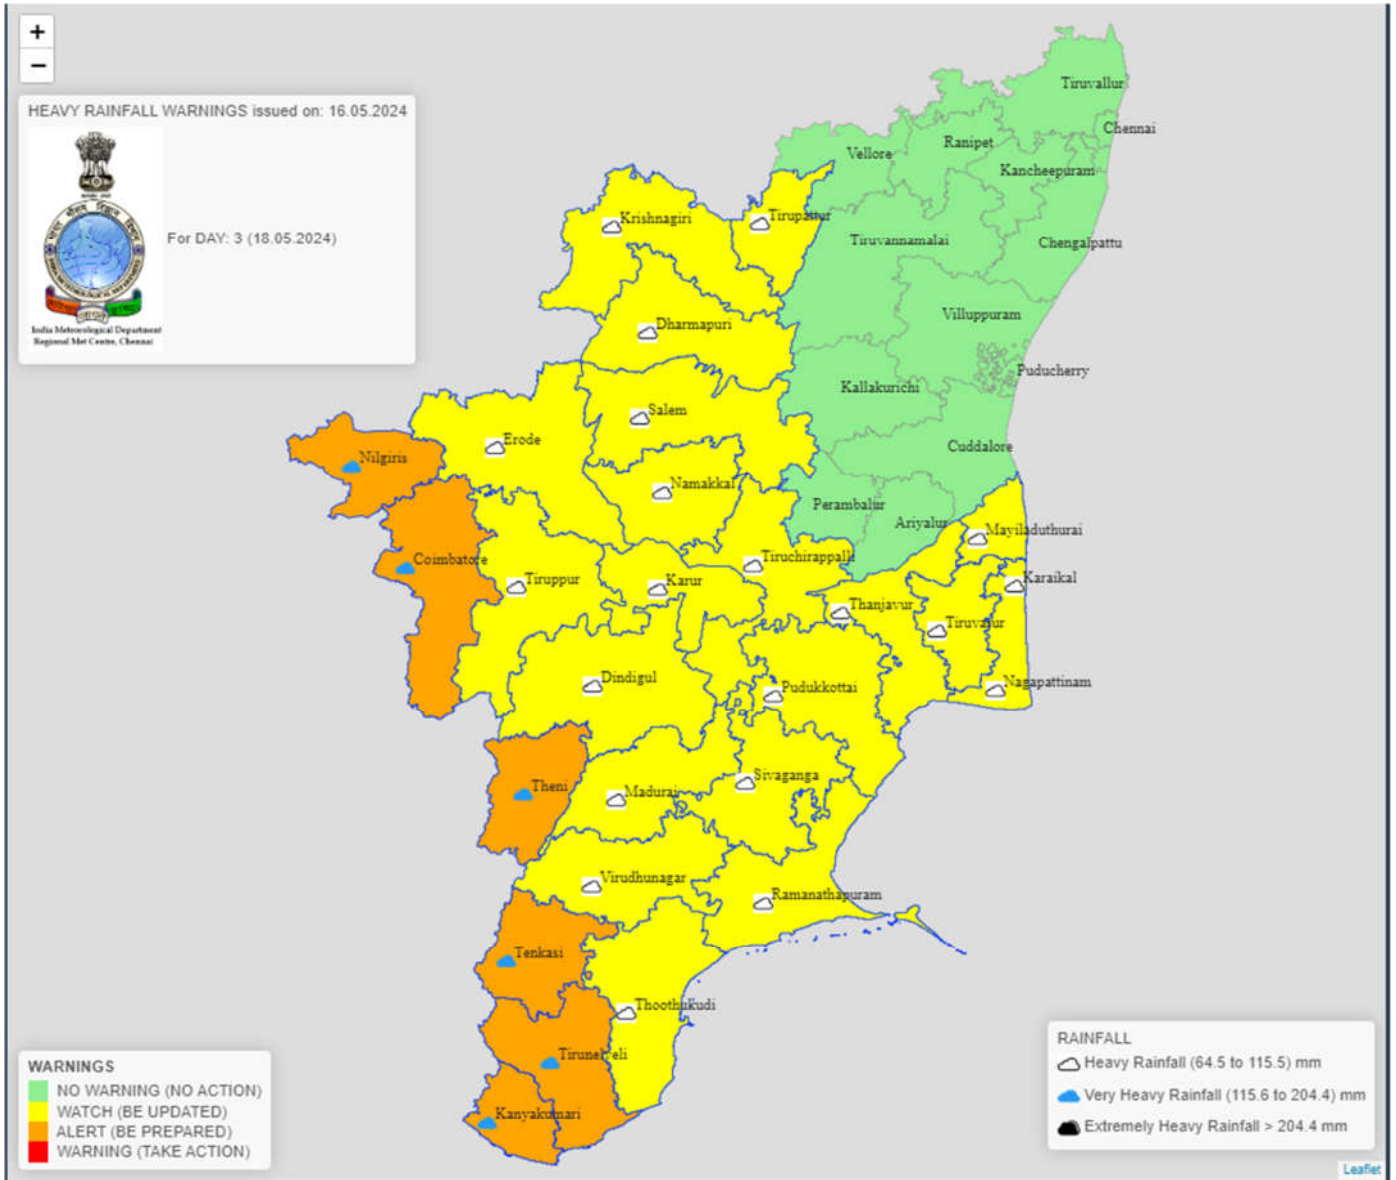 +
−
HEAVY RAINFALL WARNINGS issued on: 16.05.2024
For DAY: 3 (18.05.2024)
India Meteorological Department
Regional Met Centre, Chennai
Tiruvallur
Chennai
Ranipet
Vellore
Kancheepuram
Tirupattur
Krishnagiri
Tiruvannamalai
Chengalpattu
Villuppuram
Dharmapuri
Puducherry
Kallakurichi
Salem
Erode
Cuddalore
Nilgiris
Namakkal
Perambalur
Ariyalur
Mayiladuthurai
Coimbatore
Tiruchirappalli
Karaikal
Tiruppur
Karur
Thanjavur
Tiruvarur
Dindigul
Nagapattinam
Pudukkottai
Sivaganga
Theni
Madurai
Virudhunagar
Ramanathapuram
Tenkasi
Thoothukudi
Tirunelveli
Kanyakumari
WARNINGS
NO WARNING (NO ACTION)
WATCH (BE UPDATED)
ALERT (BE PREPARED)
WARNING (TAKE ACTION)
RAINFALL
Heavy Rainfall (64.5 to 115.5) mm
Very Heavy Rainfall (115.6 to 204.4) mm
Extremely Heavy Rainfall > 204.4 mm
Leaflet